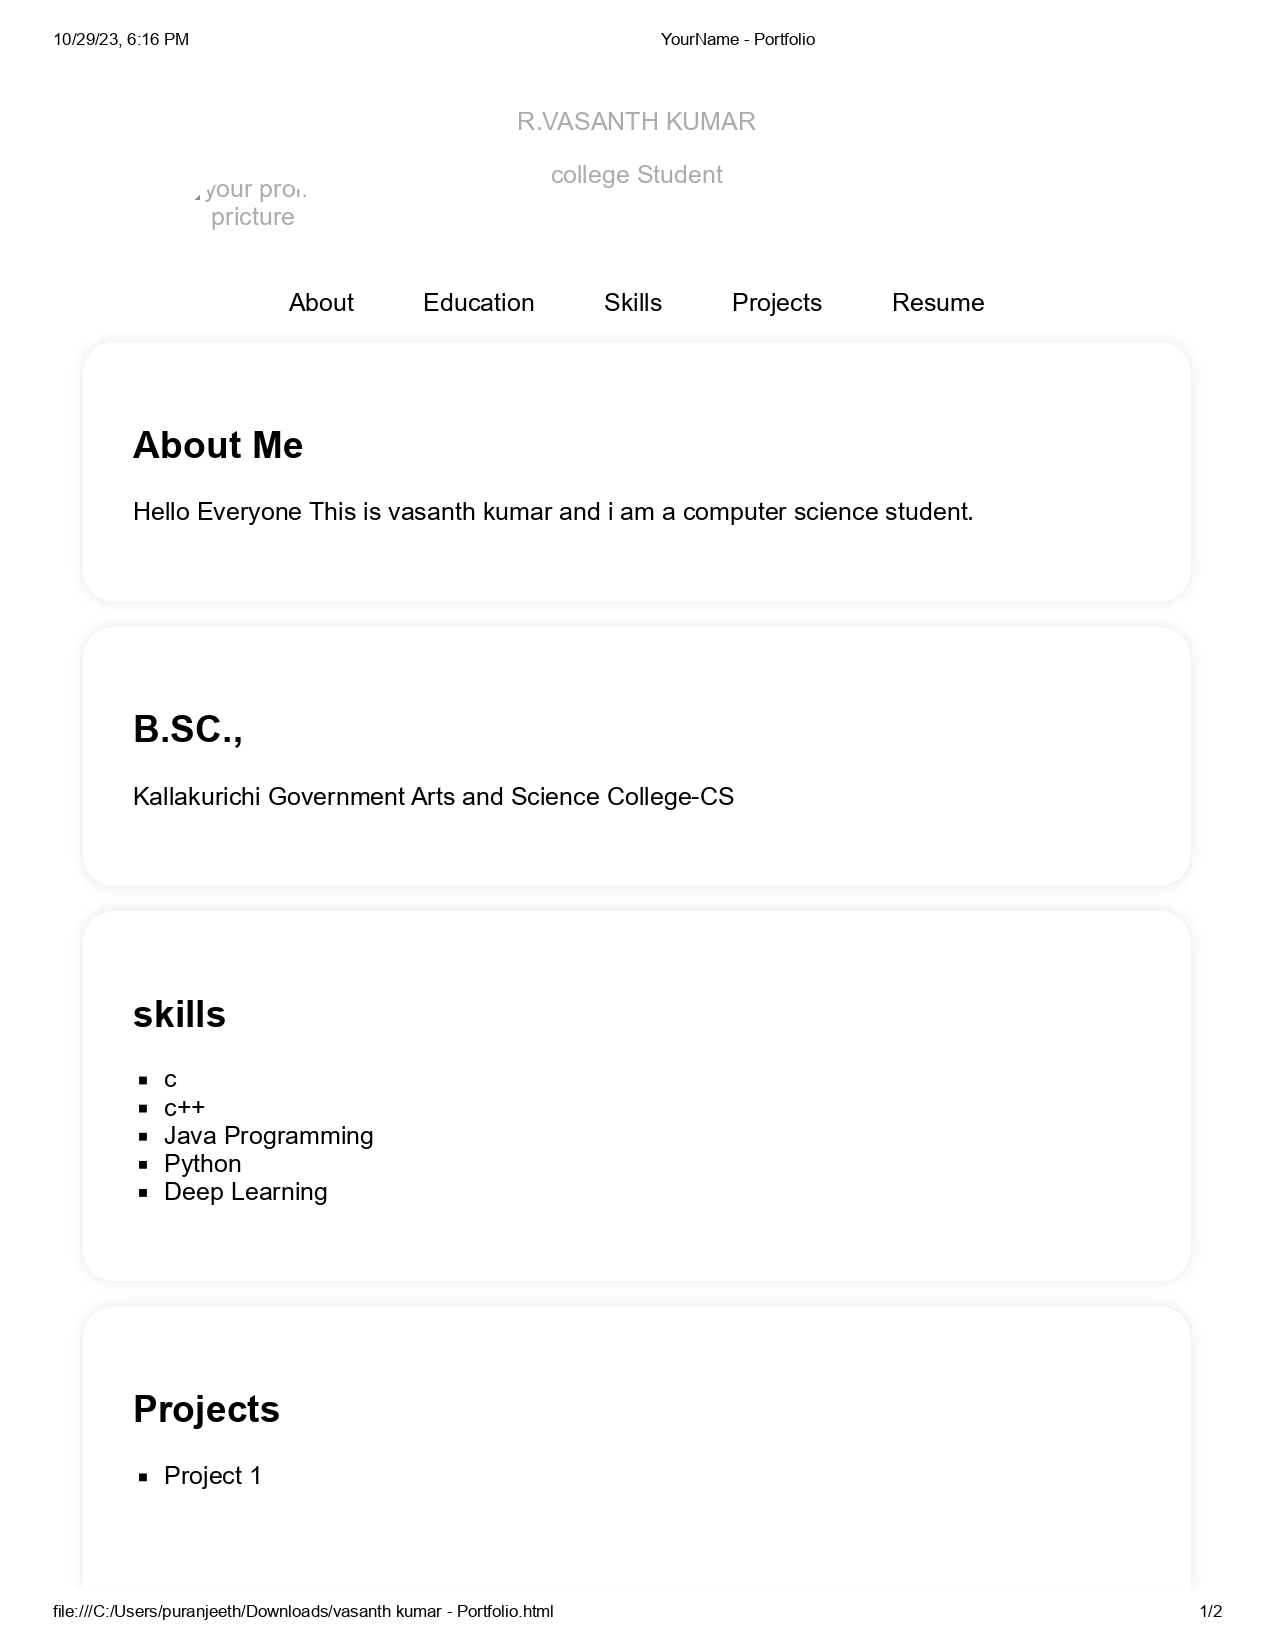 10/29/23, 6:16 PM
YourName - Portfolio
R.VASANTH KUMAR
college Student
your
pricture
About Education Skills Projects Resume
About Me
Hello Everyone This is vasanth kumar and i am a computer science student.
B.SC.,
Kallakurichi Government Arts and Science College-CS
skills
c
c++
Java Programming
Python
Deep Learning
Projects
Project 1
file:///C:/Users/puranjeeth/Downloads/vasanth kumar - Portfolio.html
1/2